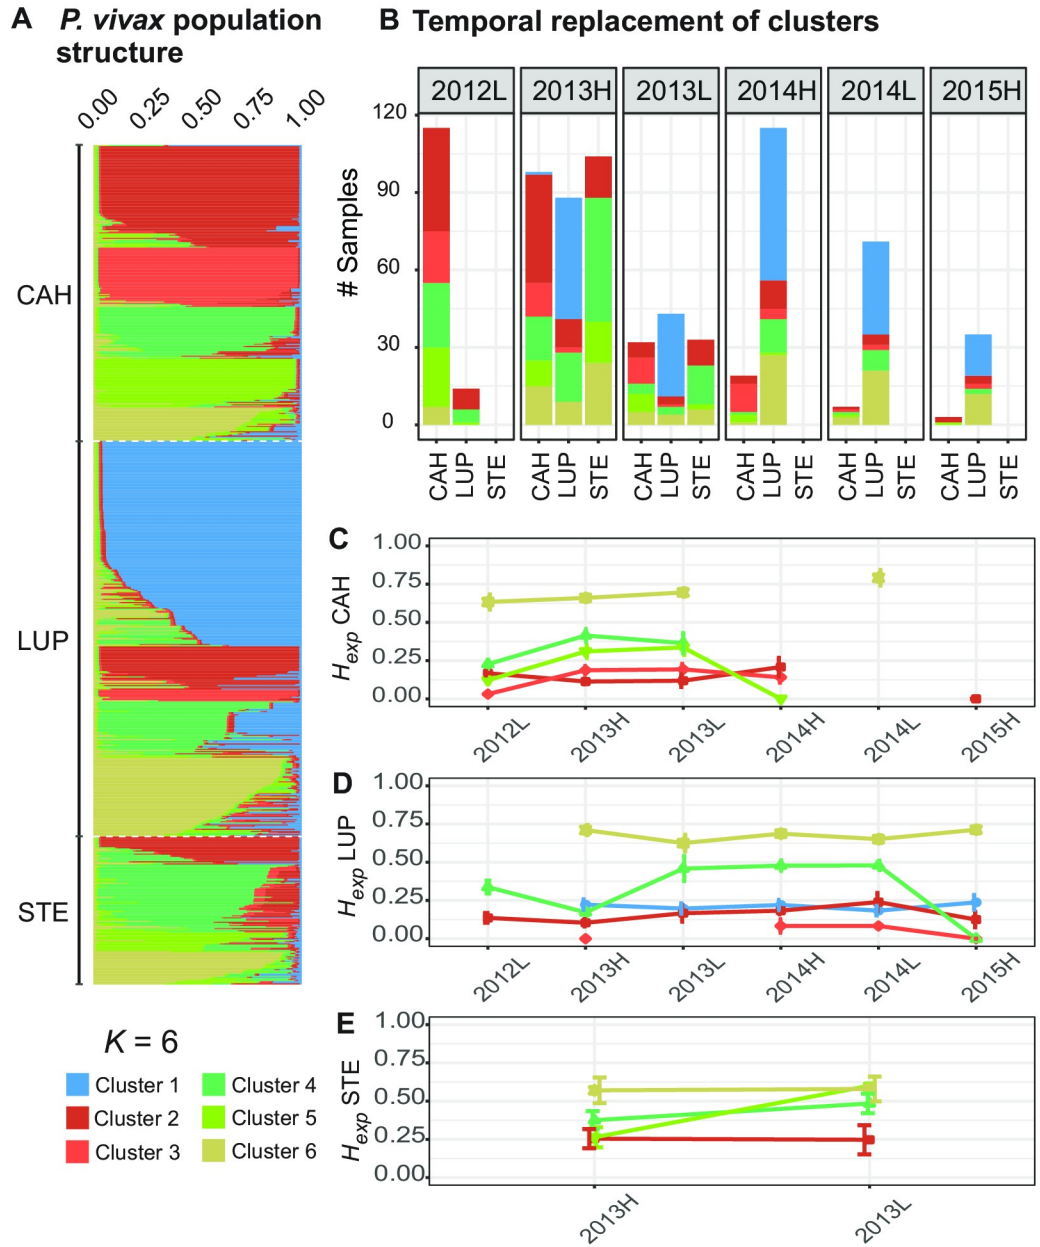 A P. vivax population
structure
0.00 0.25 0.50 0.75 1.00
CAH
LUP
STE
K = 6
Cluster 1
Cluster 2
Cluster 3
Cluster 4
Cluster 5
Cluster 6
B Temporal replacement of clusters
2012L 2013H 2013L 2014H 2014L 2015H
# Samples
120
90
60
30
0
CAH LUP STE CAH LUP STE CAH LUP STE CAH LUP STE CAH LUP STE CAH LUP STE
C
Hexp CAH
1.00
0.75
0.50
0.25
0.00
2012L 2013H 2013L 2014H 2014L 2015H
D
Hexp LUP
1.00
0.75
0.50
0.25
0.00
2012L 2013H 2013L 2014H 2014L 2015H
E
Hexp STE
1.00
0.75
0.50
0.25
0.00
2013H 2013L